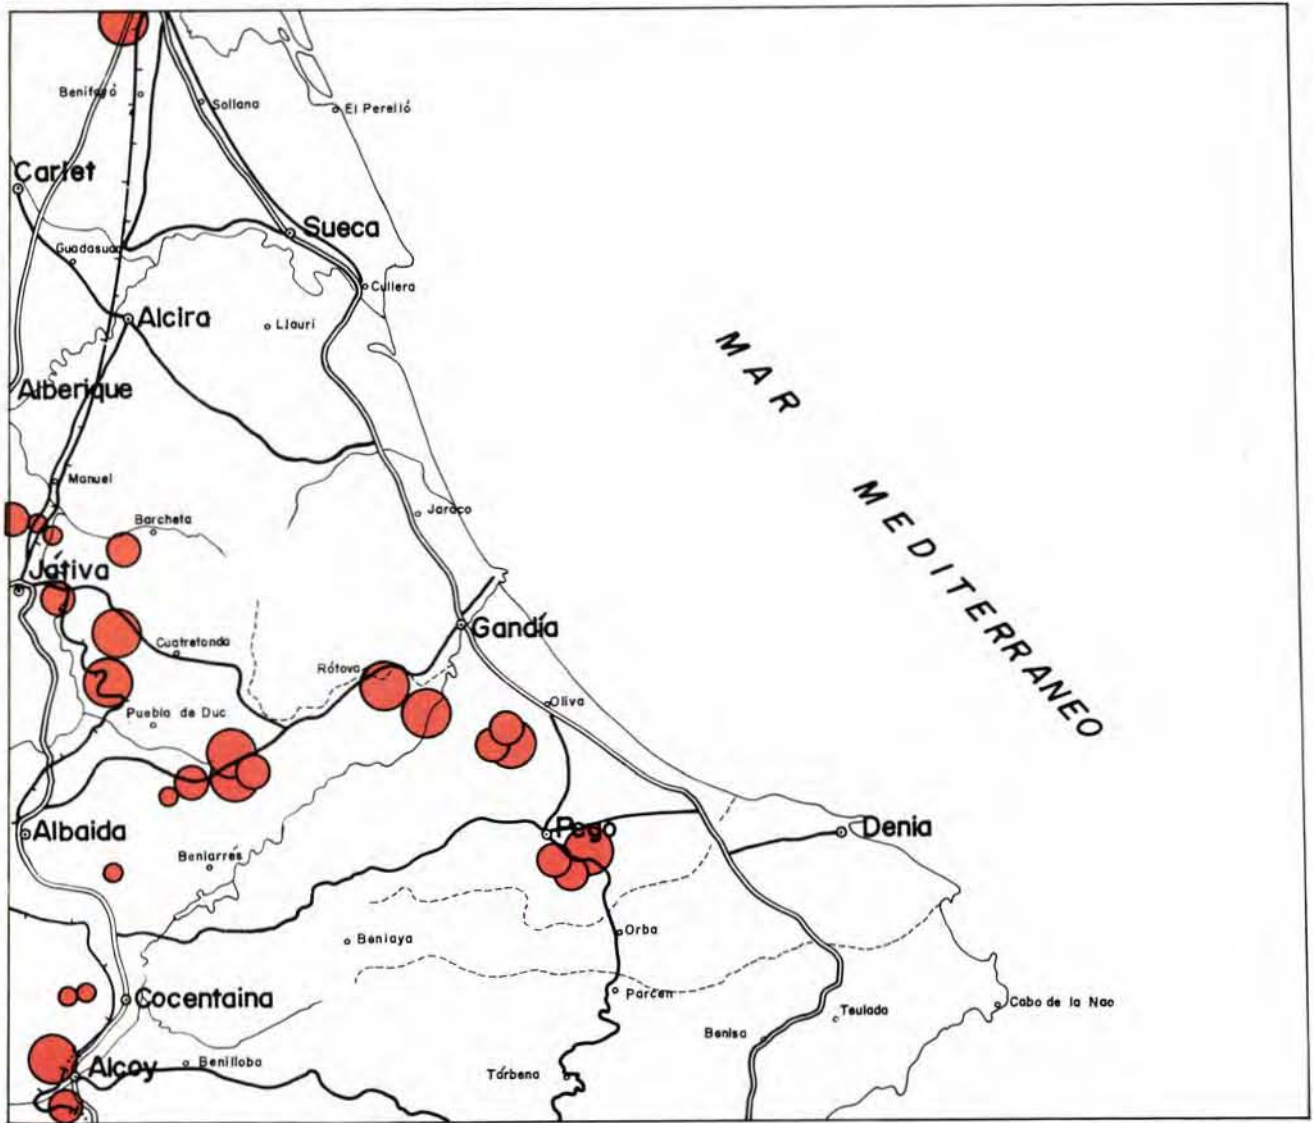 Benifayó
Sollana
El Perelló
Carlet
Sueca
Guadasuar
Cullera
Alcira
Llauri
MAR
Alberique
Manuel
MEDITERRANEO
Jaraco
Barcheta
Játiva
Gandía
Cuatretonda
Rótova
Oliva
Puebla de Duc
Albaida
Pego
Denia
Beniarres
Orba
Beniaya
Cocentaina
Parcen
Cabo de la Nao
Teulada
Benisa
Alcoy
Benilloba
Tárbena